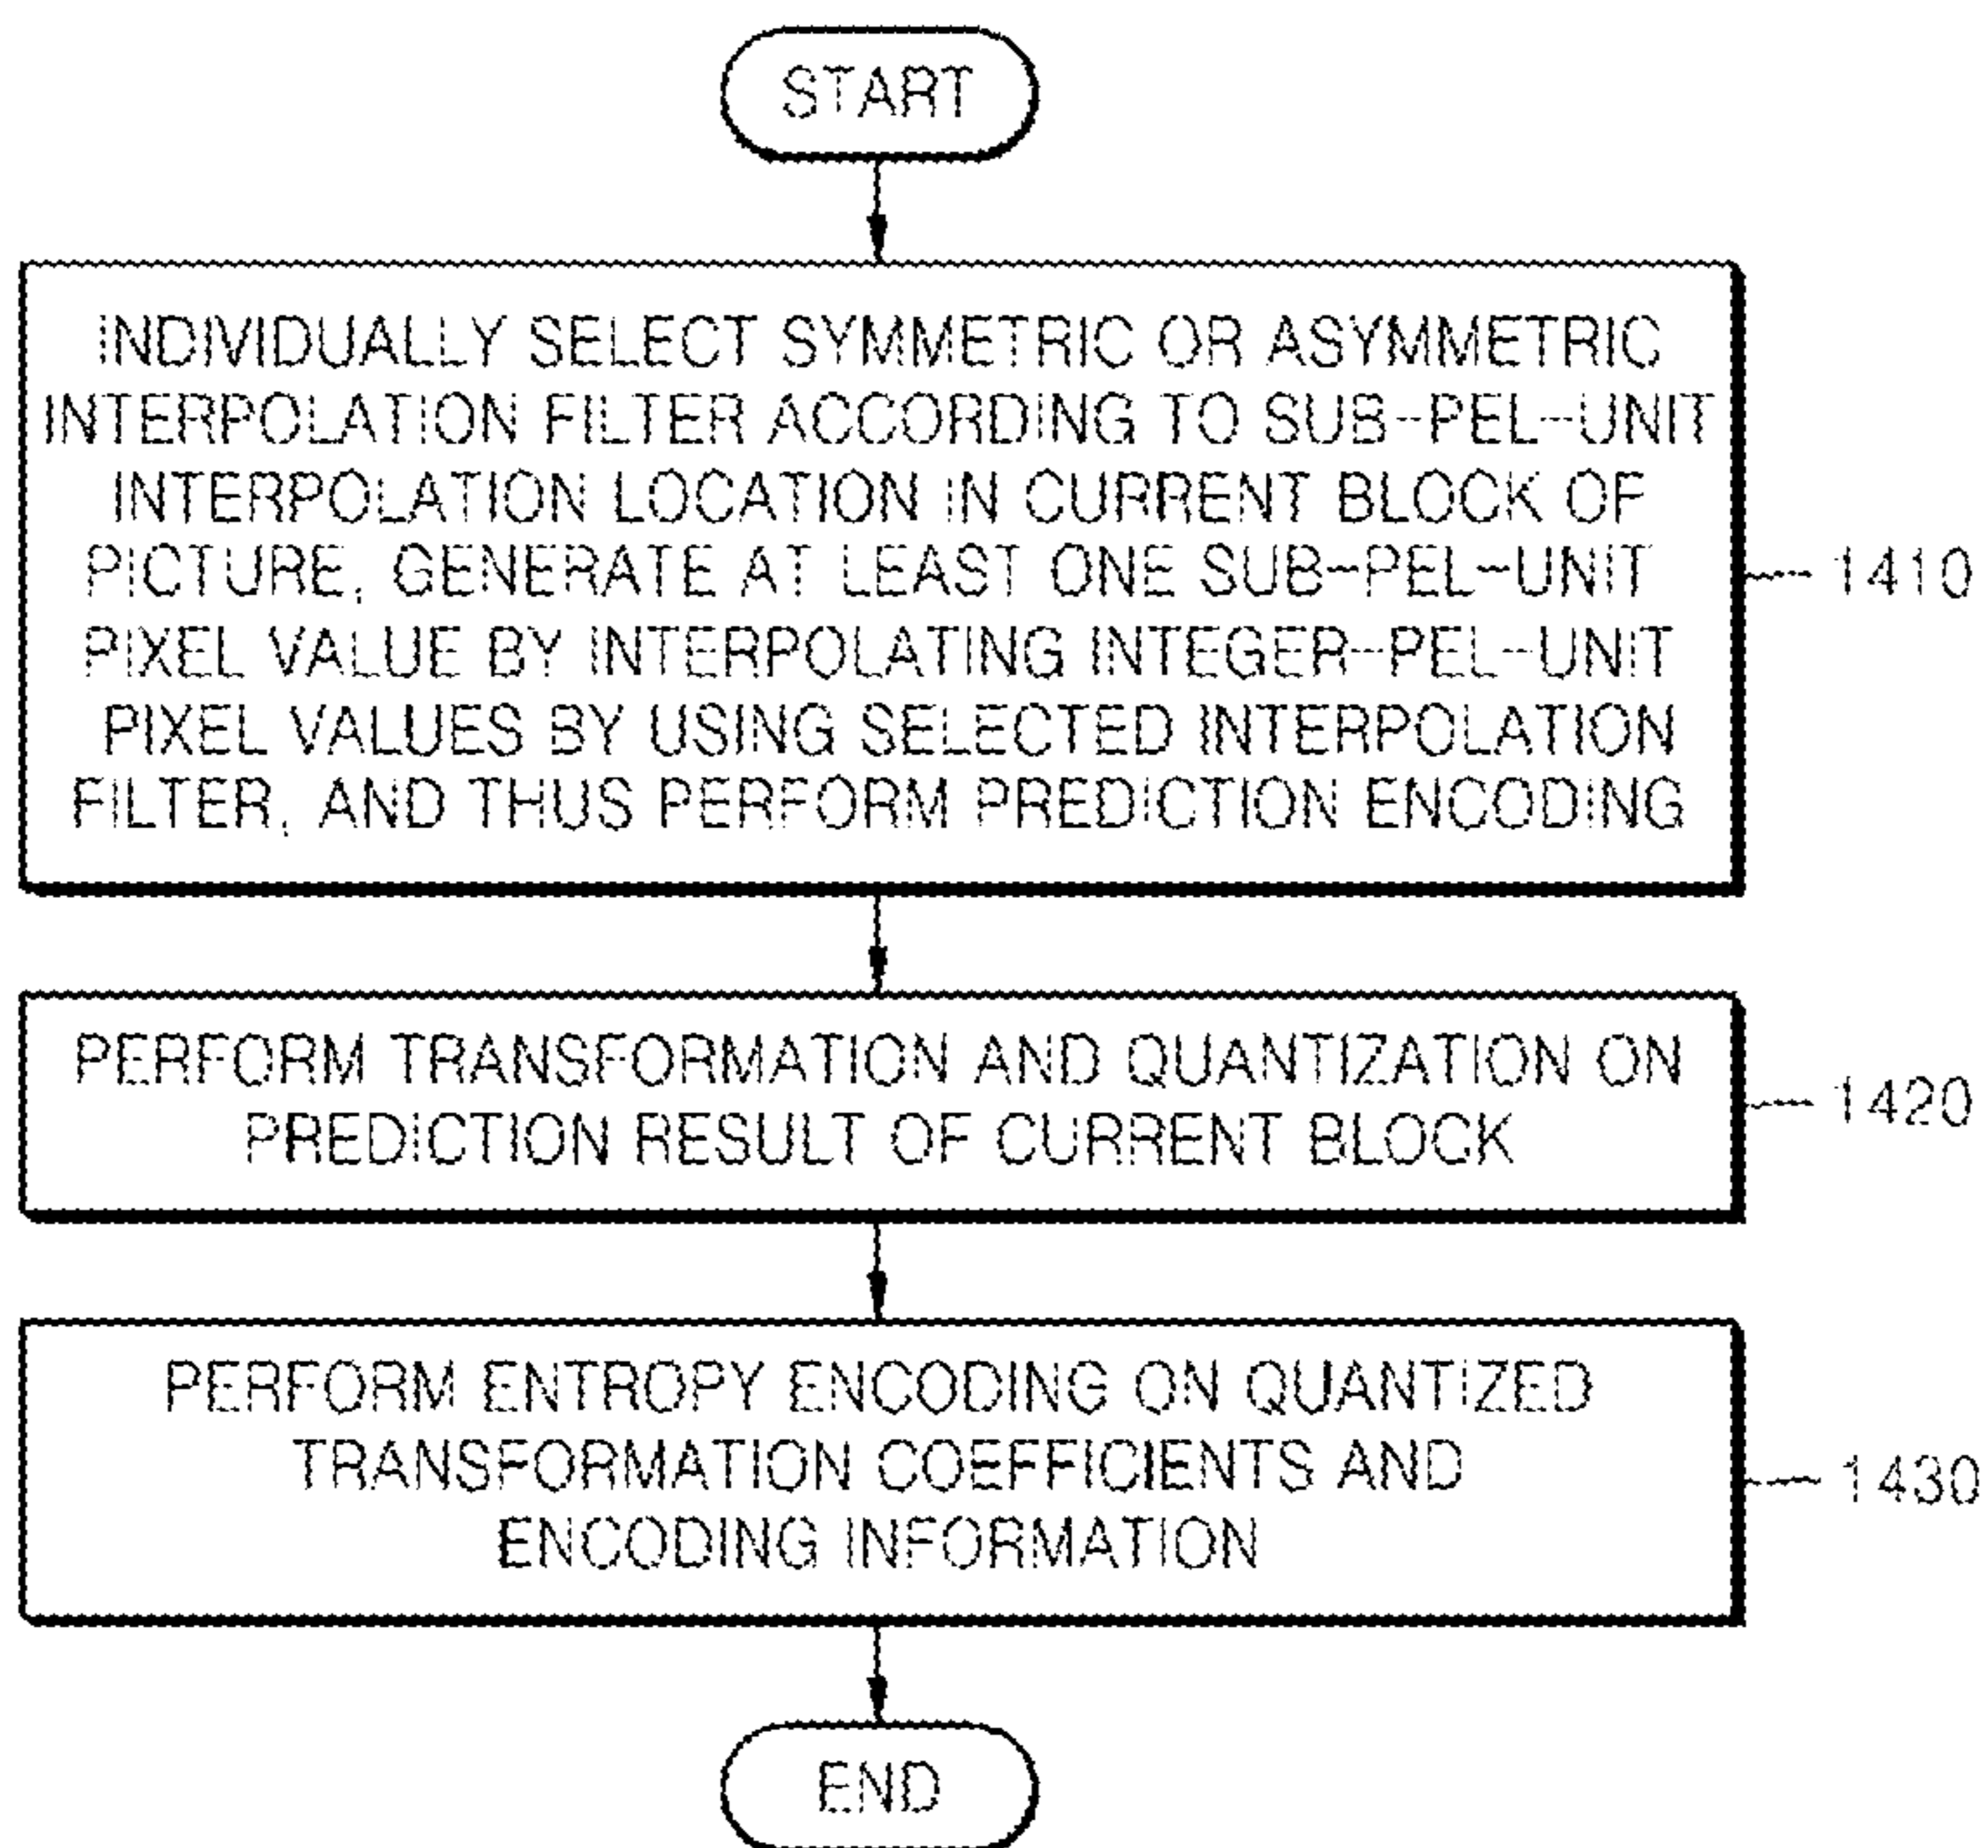 START
INDIVIDUALLY SELECT SYMMETRIC OR ASYMMETRIC
INTERPOLATION FILTER ACCORDING TO SUB-PEL-UNIT
INTERPOLATION LOCATION IN CURRENT BLOCK OF
PICTURE, GENERATE AT LEAST ONE SUB-PEL-UNIT
PIXEL VALUE BY INTERPOLATING INTEGER-PEL-UNIT
PIXEL VALUES BY USING SELECTED INTERPOLATION
FILTER, AND THUS PERFORM PREDICTION ENCODING
1410
PERFORM TRANSFORMATION AND QUANTIZATION ON
PREDICTION RESULT OF CURRENT BLOCK
1420
PERFORM ENTROPY ENCODING ON QUANTIZED
TRANSFORMATION COEFFICIENTS AND
ENCODING INFORMATION
1430
END